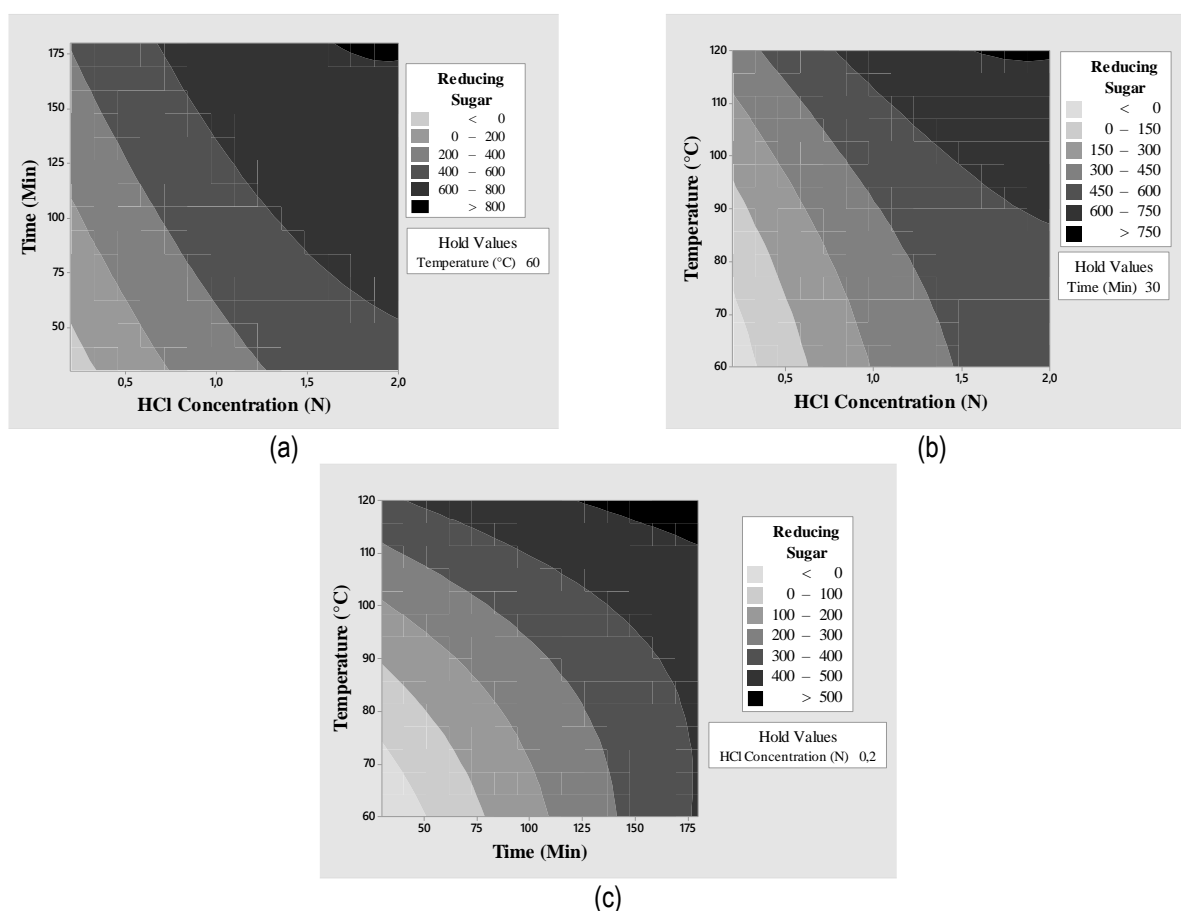 175
150
125
100
75
50
Time (Min)
0,5
1,0
1,5
2,0
HCl Concentration (N)
Reducing
Sugar
< 0
0 – 200
200 – 400
400 – 600
600 – 800
> 800
Hold Values
Temperature (°C) 60
(a)
120
110
100
90
80
70
60
Temperature (°C)
0,5
1,0
1,5
2,0
HCl Concentration (N)
Reducing
Sugar
< 0
0 – 150
150 – 300
300 – 450
450 – 600
600 – 750
> 750
Hold Values
Time (Min) 30
(b)
120
110
100
90
80
70
60
Temperature (°C)
50
75
100
125
150
175
Time (Min)
Reducing
Sugar
< 0
0 – 100
100 – 200
200 – 300
300 – 400
400 – 500
> 500
Hold Values
HCl Concentration (N) 0,2
(c)